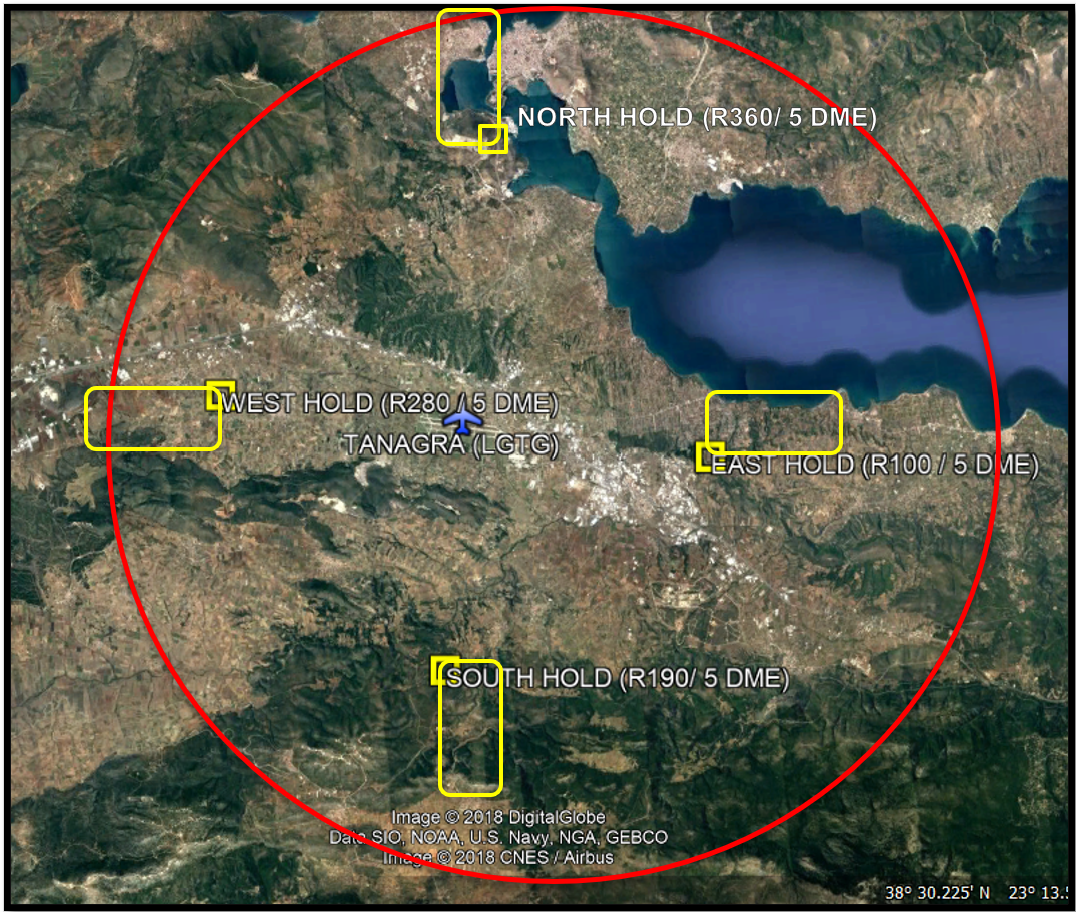 NORTH HOLD (R360/ 5 DME)
WEST HOLD (R280 / 5 DME)
TANAGRA (LGTG)
EAST HOLD (R100 / 5 DME)
SOUTH HOLD (R190/ 5 DME)
Image © 2018 DigitalGlobe
Data SIO, NOAA, U.S. Navy, NGA, GEBCO
Image © 2018 CNES / Airbus
38° 30.225' N 23° 13.5